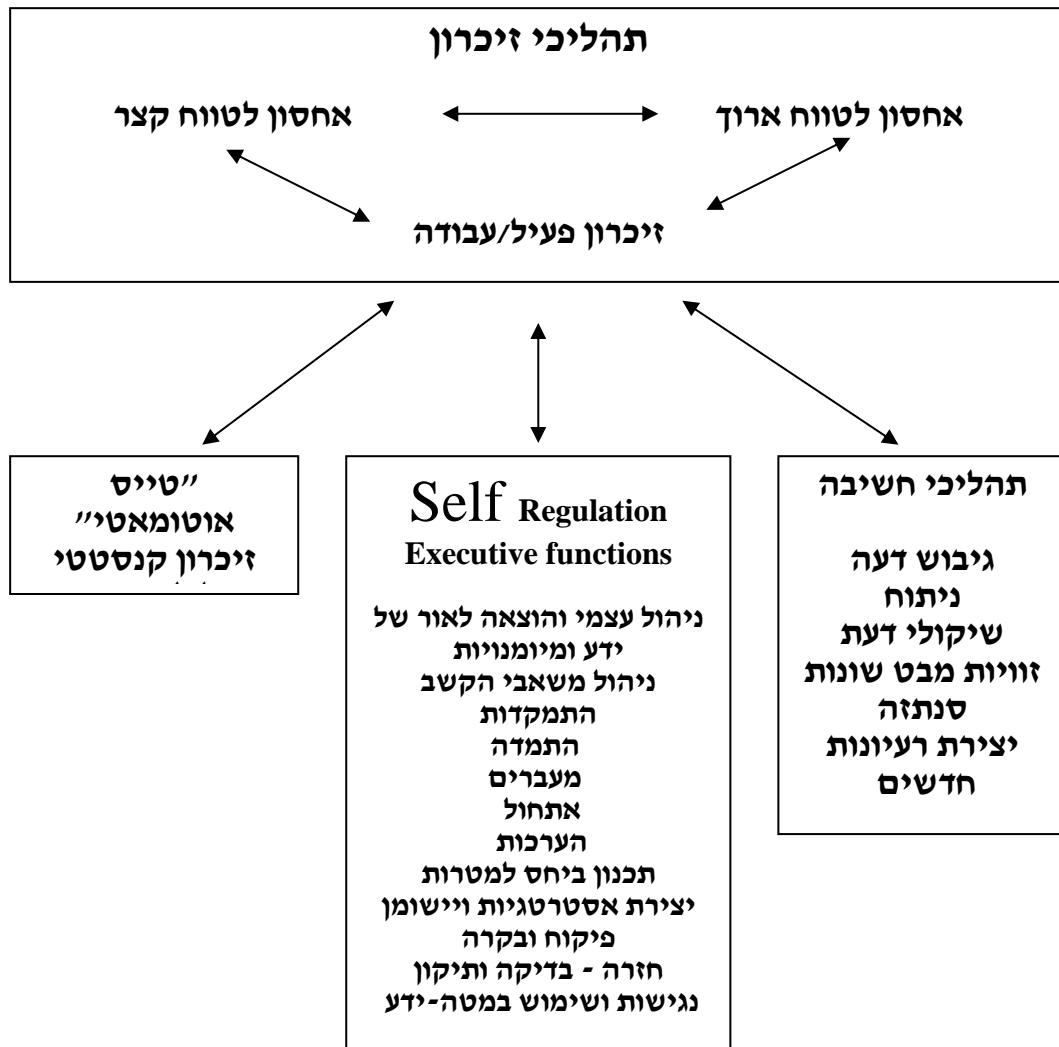 תהליכי זיכרון
אחסון לטווח ארוך
אחסון לטווח קצר
זיכרון פעיל/עבודה
תהליכי חשיבה
גיבוש דעה
ניתוח
שיקולי דעת
זוויות מבט שונות
סנתזה
יצירת רעיונות
חדשים
Self Regulation
Executive functions
ניהול עצמי והוצאה לאור של
ידע ומיומנויות
ניהול משאבי הקשב
התמקדות
התמדה
מעברים
אתחול
הערכות
תכנון ביחס למטרות
יצירת אסטרטגיות ויישומן
פיקוח ובקרה
חזרה - בדיקה ותיקון
נגישות ושימוש במטה-ידע
"טייס
אוטומאטי"
זיכרון קנסטטי